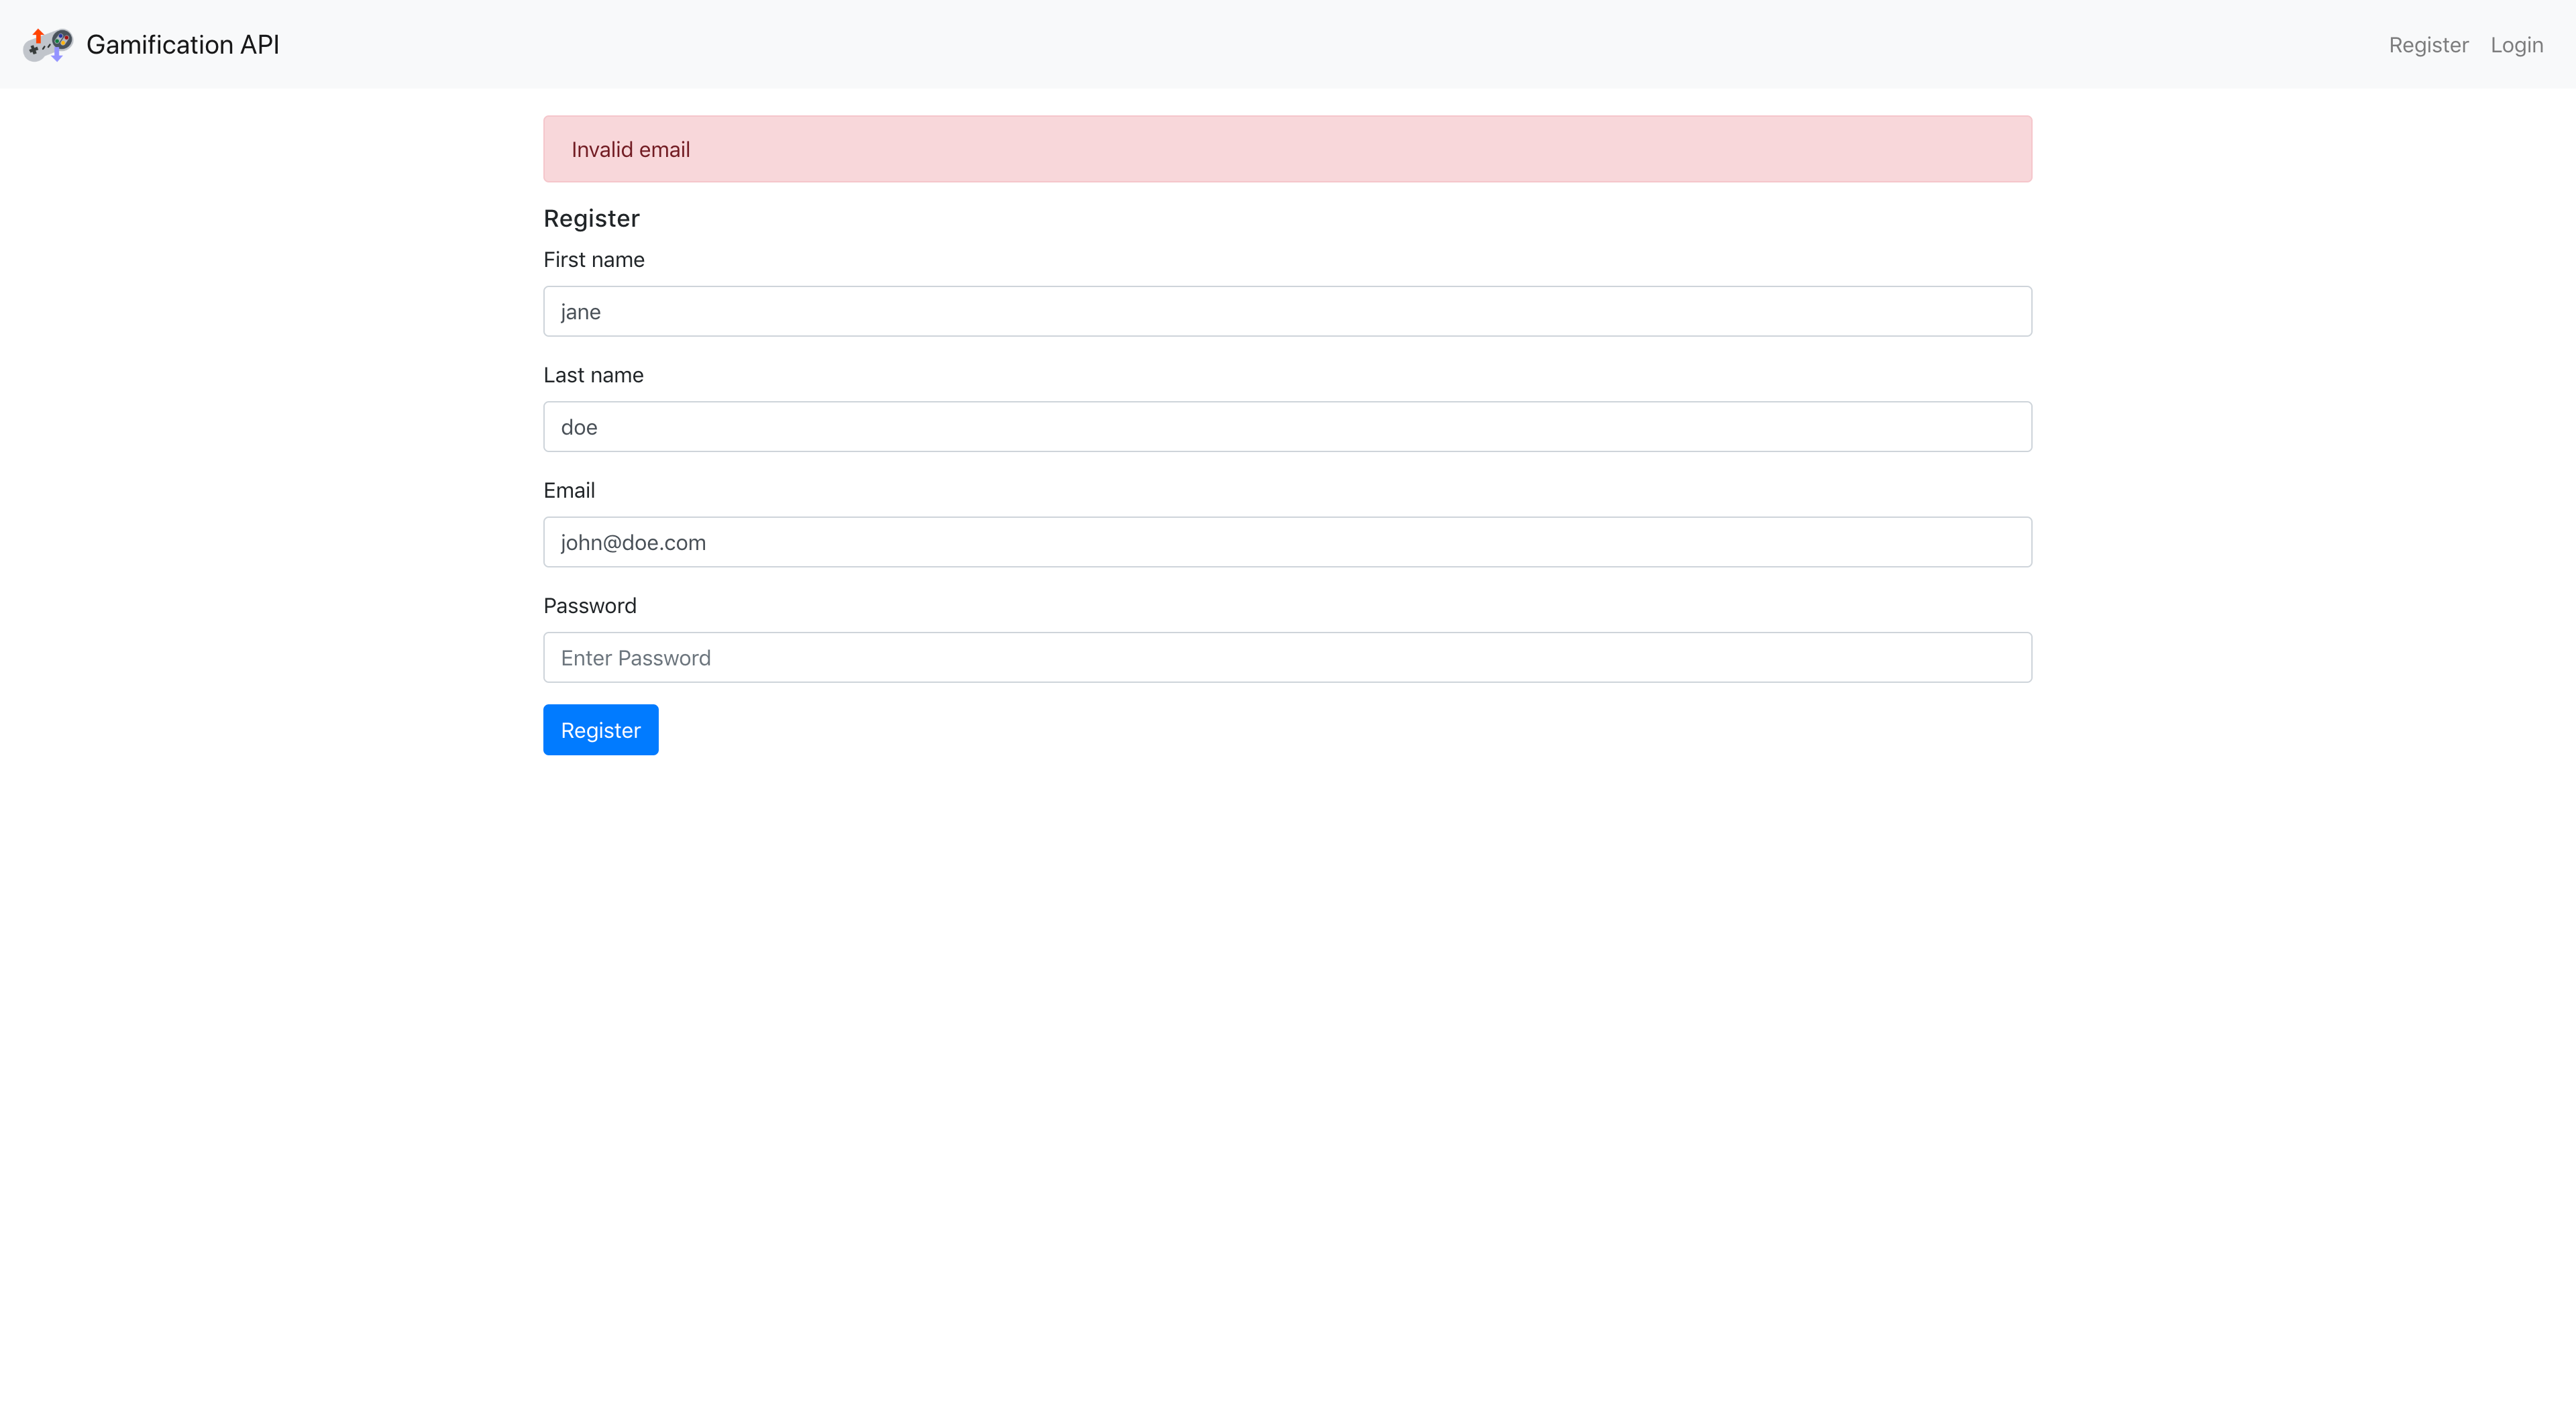 Gamification API
Register Login
Invalid email
Register
First name
jane
Last name
doe
Email
john@doe.com
Password
Enter Password
Register